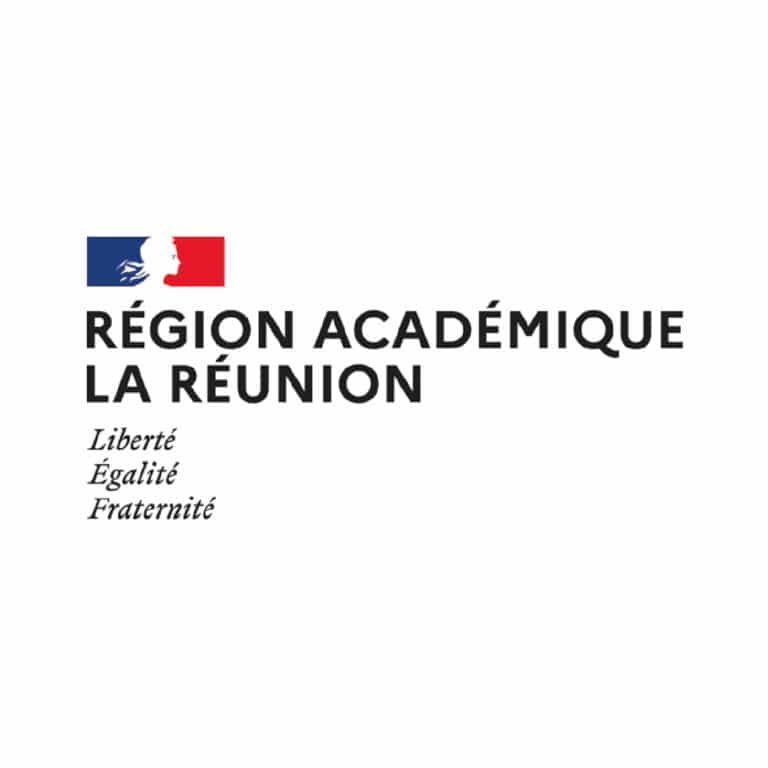 RÉGION ACADÉMIQUE
LA RÉUNION
Liberté
Égalité
Fraternité